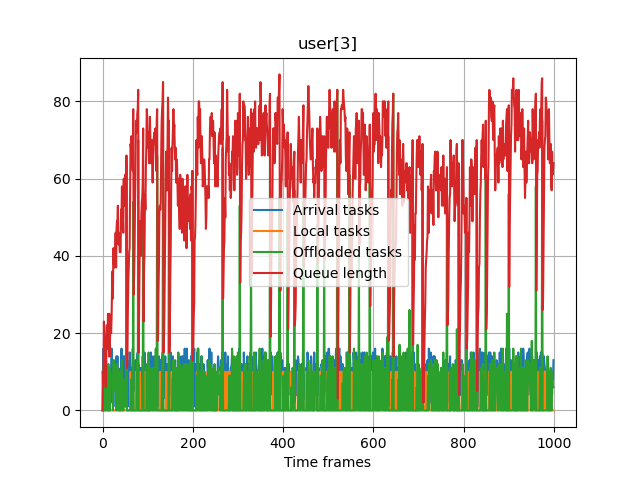 user[3]
80
60
40
20
0
Arrival tasks
Local tasks
Offloaded tasks
Queue length
0 200 400 600 800 1000
Time frames